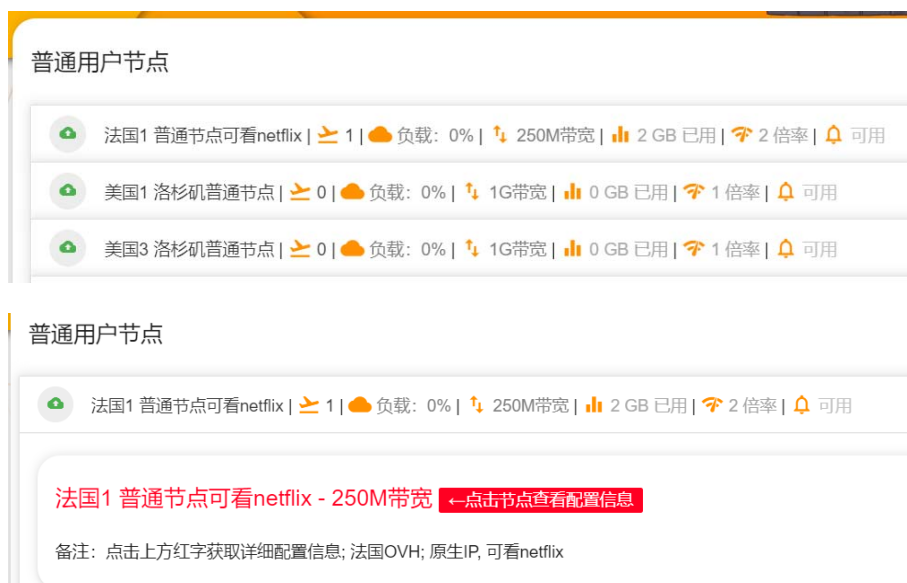 普通用户节点
法国1 普通节点可看netflix | 1 | 负载：0% | 250M带宽 | 2 GB 已用 | 2 倍率 | 可用
美国1 洛杉矶普通节点 | 0 | 负载：0% | 1G带宽 | 0 GB 已用 | 1 倍率 | 可用
美国3 洛杉矶普通节点 | 0 | 负载：0% | 1G带宽 | 0 GB 已用 | 1 倍率 | 可用
普通用户节点
法国1 普通节点可看netflix | 1 | 负载：0% | 250M带宽 | 2 GB 已用 | 2 倍率 | 可用
法国1 普通节点可看netflix - 250M带宽 ←点击节点查看配置信息
备注：点击上方红字获取详细配置信息; 法国OVH; 原生IP, 可看netflix